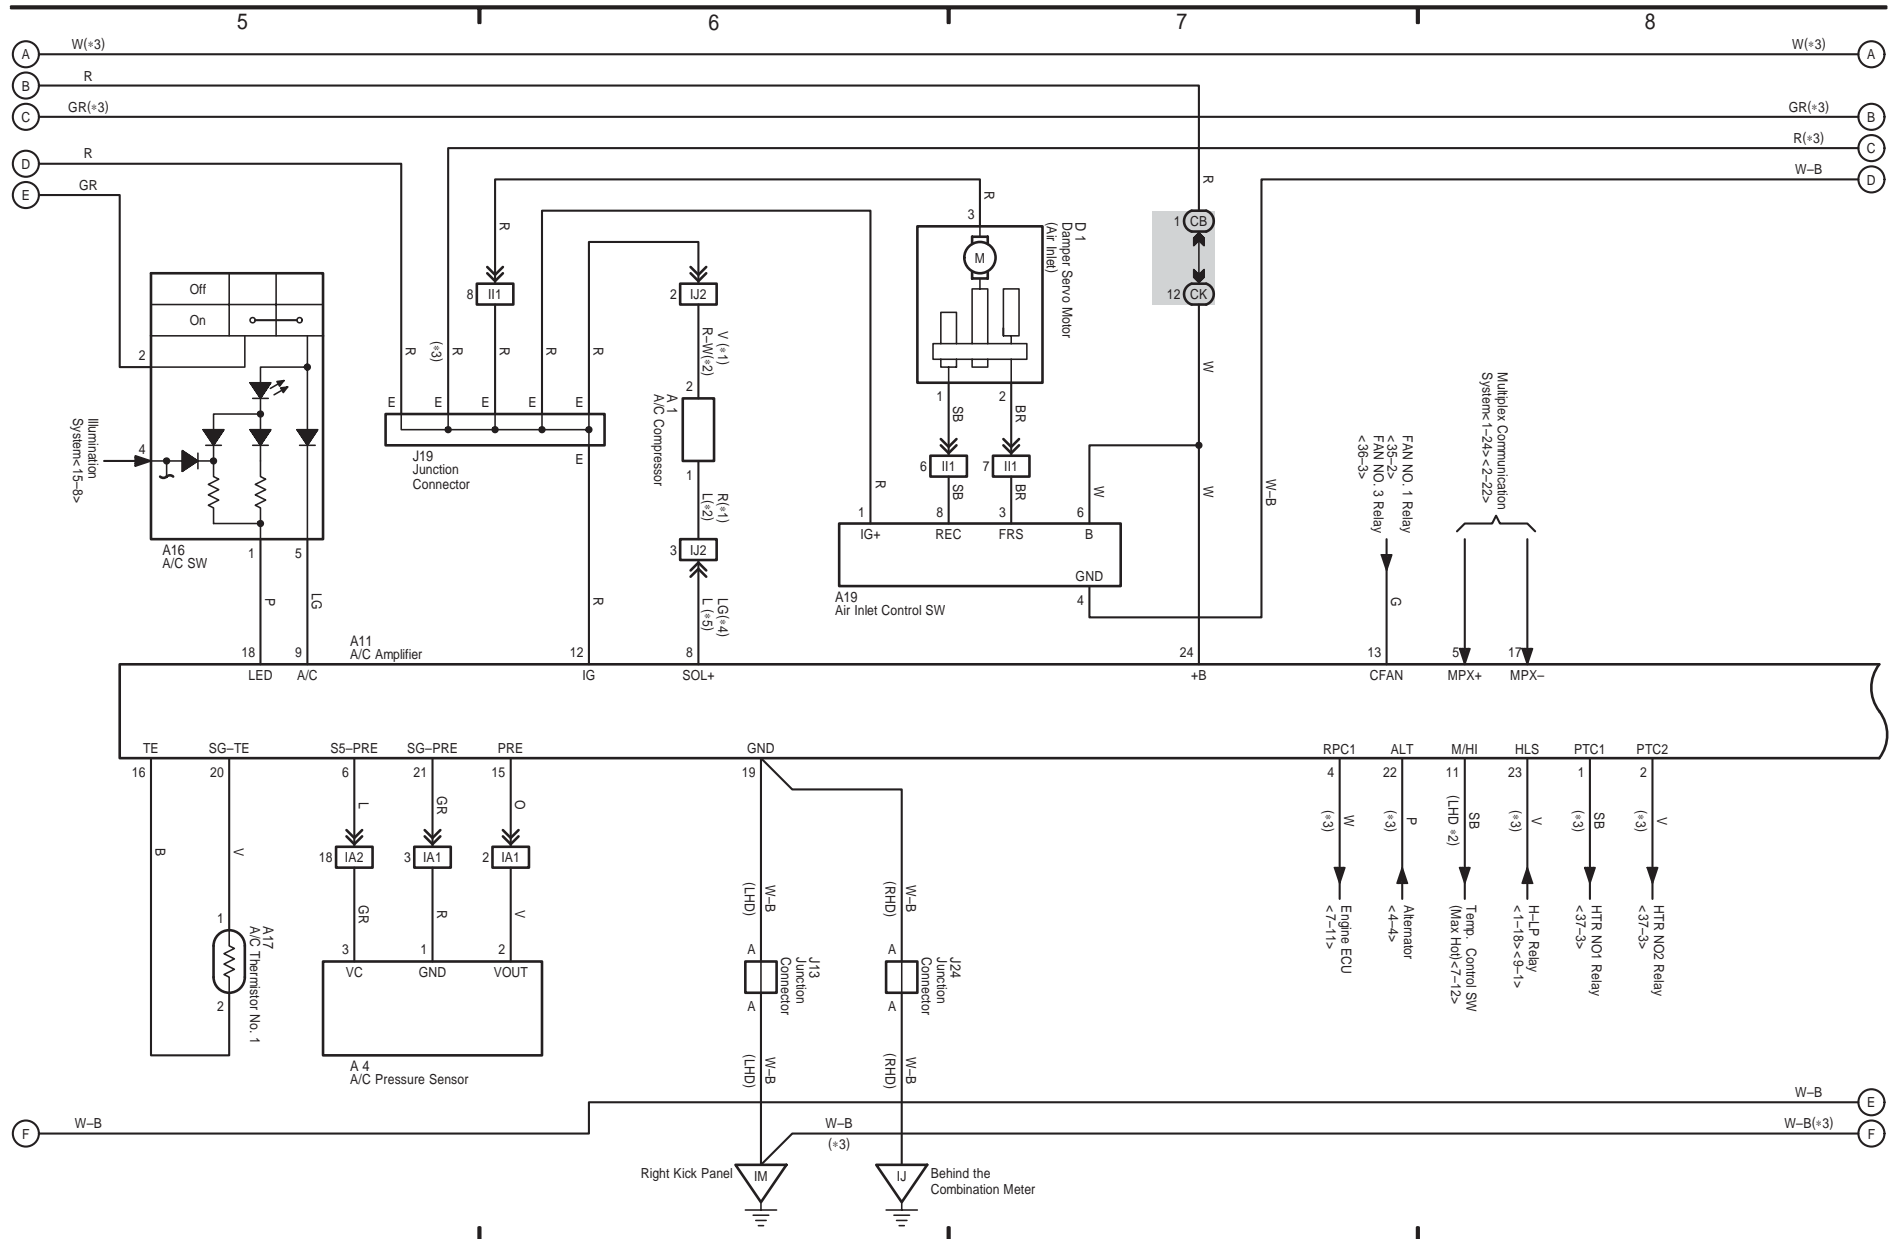 5
6
7
8
A
W(*3)
W(*3)
A
B
R
C
GR(*3)
GR(*3)
B
R(*3)
C
D
R
W–B
D
E
GR
R
R
R
3
M
D 1
Damper Servo Motor
(Air Inlet)
1
CB
12
CK
Off
On
2
4
Illumination
System<15–8>
A16
A/C SW
1
5
P
LG
8
II1
R
R
(*3)
R
R
R
E
E
E
E
E
E
J19
Junction
Connector
R
2
IJ2
V (*1)
R–W(*2)
2
A 1
A/C Compressor
1
R(*1)
L(*2)
3
IJ2
LG(*4)
L (*5)
1
2
SB
BR
6
II1
7
II1
SB
BR
R
W
W
W
W–B
1
8
3
6
IG+
REC
FRS
B
GND
4
A19
Air Inlet Control SW
FAN NO. 1 Relay
<35–2>
FAN NO. 3 Relay
<36–3>
G
Multiplex Communication
System<1–24><2–22>
A11
A/C Amplifier
18
9
12
8
24
13
5
17
LED
A/C
IG
SOL+
+B
CFAN
MPX+
MPX–
TE
SG–TE
S5–PRE
SG–PRE
PRE
GND
RPC1
ALT
M/HI
HLS
PTC1
PTC2
16
20
6
21
15
19
4
22
11
23
1
2
B
V
L
GR
O
18
IA2
3
IA1
2
IA1
GR
R
V
1
2
A17
A/C Thermistor No. 1
3
1
2
VC
GND
VOUT
A 4
A/C Pressure Sensor
W–B
(LHD)
W–B
(RHD)
A
A
J13
Junction
Connector
A
A
J24
Junction
Connector
W–B
(LHD)
W–B
(RHD)
W
(*3)
P
(*3)
SB
(LHD *2)
V
(*3)
SB
(*3)
V
(*3)
Engine ECU
<7–11>
Alternator
<4–4>
Temp. Control SW
(Max Hot)<7–12>
H–LP Relay
<1–18><9–1>
HTR NO1 Relay
<37–3>
HTR NO2 Relay
<37–3>
W–B
E
F
W–B
W–B
(*3)
W–B(*3)
F
Right Kick Panel
IM
IJ
Behind the
Combination Meter